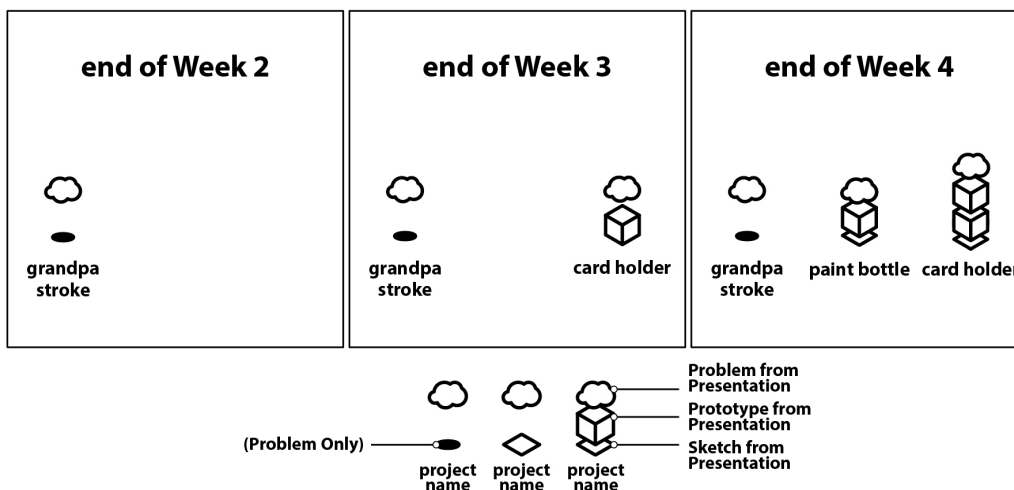 end of Week 2
grandpa
stroke
end of Week 3
grandpa
stroke
card holder
end of Week 4
grandpa
stroke
paint bottle
card holder
(Problem Only)
project
name
project
name
project
name
Problem from
Presentation
Prototype from
Presentation
Sketch from
Presentation